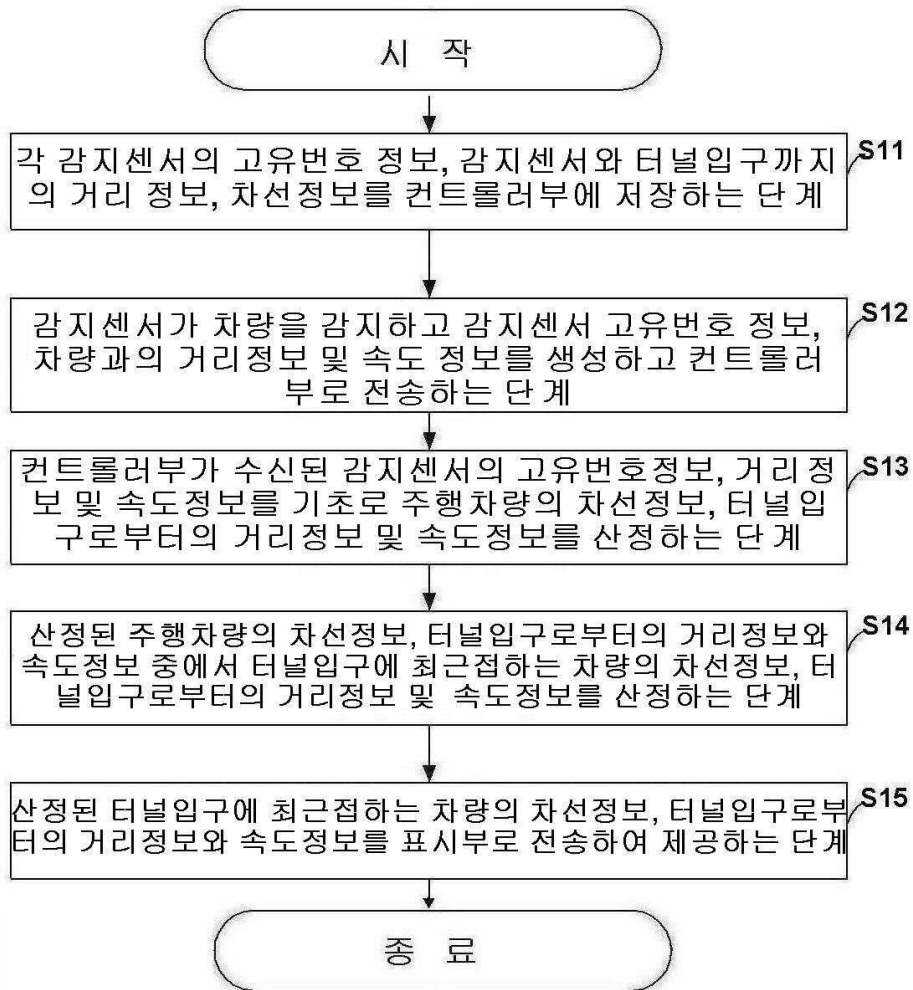 시 작
각 감지센서의 고유번호 정보, 감지센서와 터널입구까지
의 거리 정보, 차선정보를 컨트롤러부에 저장하는 단계
S11
감지센서가 차량을 감지하고 감지센서 고유번호 정보,
차량과의 거리정보 및 속도 정보를 생성하고 컨트롤러
부로 전송하는 단계
S12
컨트롤러부가 수신된 감지센서의 고유번호정보, 거리정
보 및 속도정보를 기초로 주행차량의 차선정보, 터널입
구로부터의 거리정보 및 속도정보를 산정하는 단계
S13
산정된 주행차량의 차선정보, 터널입구로부터의 거리정보와
속도정보 중에서 터널입구에 최근접하는 차량의 차선정보, 터
널입구로부터의 거리정보 및 속도정보를 산정하는 단계
S14
산정된 터널입구에 최근접하는 차량의 차선정보, 터널입구로부
터의 거리정보와 속도정보를 표시부로 전송하여 제공하는 단계
S15
종 료